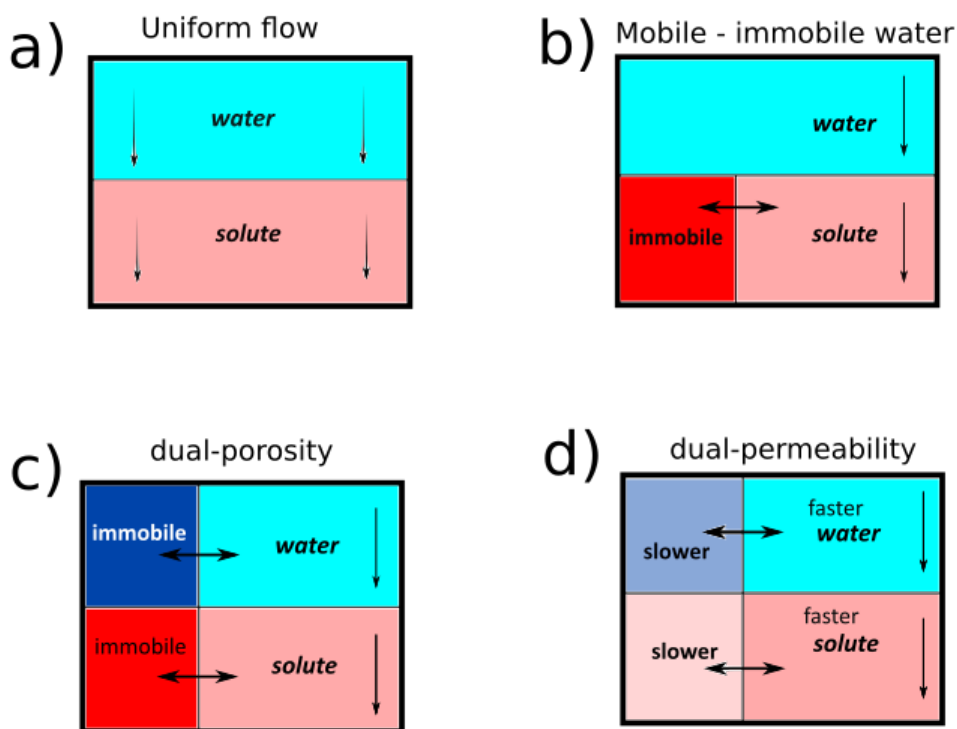 a)
Uniform flow
water
solute
b)
Mobile - immobile water
water
immobile
solute
c)
dual-porosity
immobile
water
immobile
solute
d)
dual-permeability
faster
water
slower
faster
solute
slower